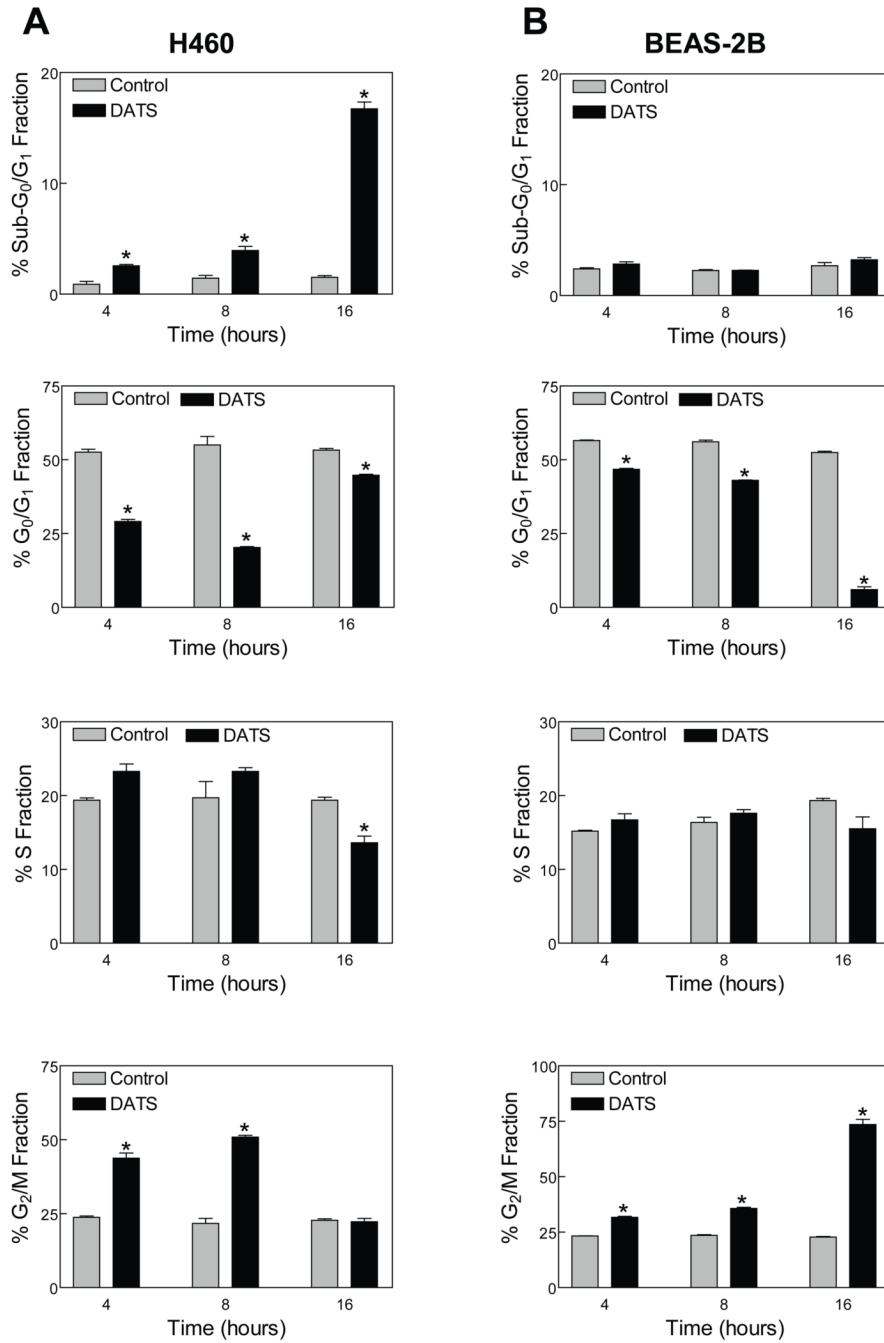 A
H460
% Sub-G₀/G₁ Fraction
20
10
0
Control
DATS
*
*
*
4
8
16
Time (hours)
% G₀/G₁ Fraction
75
50
25
0
Control
DATS
*
*
*
4
8
16
Time (hours)
% S Fraction
30
20
10
0
Control
DATS
*
4
8
16
Time (hours)
% G₂/M Fraction
75
50
25
0
Control
DATS
*
*
4
8
16
Time (hours)
B
BEAS-2B
% Sub-G₀/G₁ Fraction
20
10
0
Control
DATS
4
8
16
Time (hours)
% G₀/G₁ Fraction
75
50
25
0
Control
DATS
*
*
*
4
8
16
Time (hours)
% S Fraction
30
20
10
0
Control
DATS
4
8
16
Time (hours)
% G₂/M Fraction
100
75
50
25
0
Control
DATS
*
*
*
4
8
16
Time (hours)